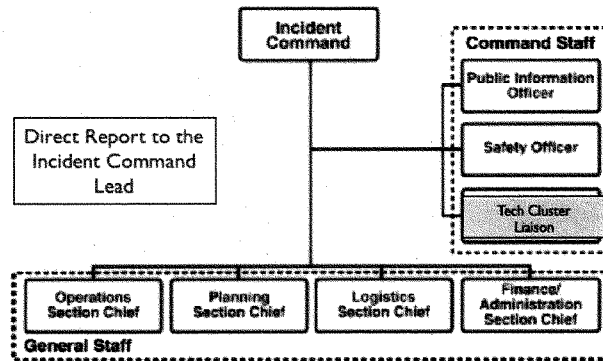 Incident
Command
Command Staff
Public Information
Officer
Safety Officer
Tech Cluster
Liaison
Direct Report to the
Incident Command
Lead
Operations
Section Chief
Planning
Section Chief
Logistics
Section Chief
Finance/
Administration
Section Chief
General Staff